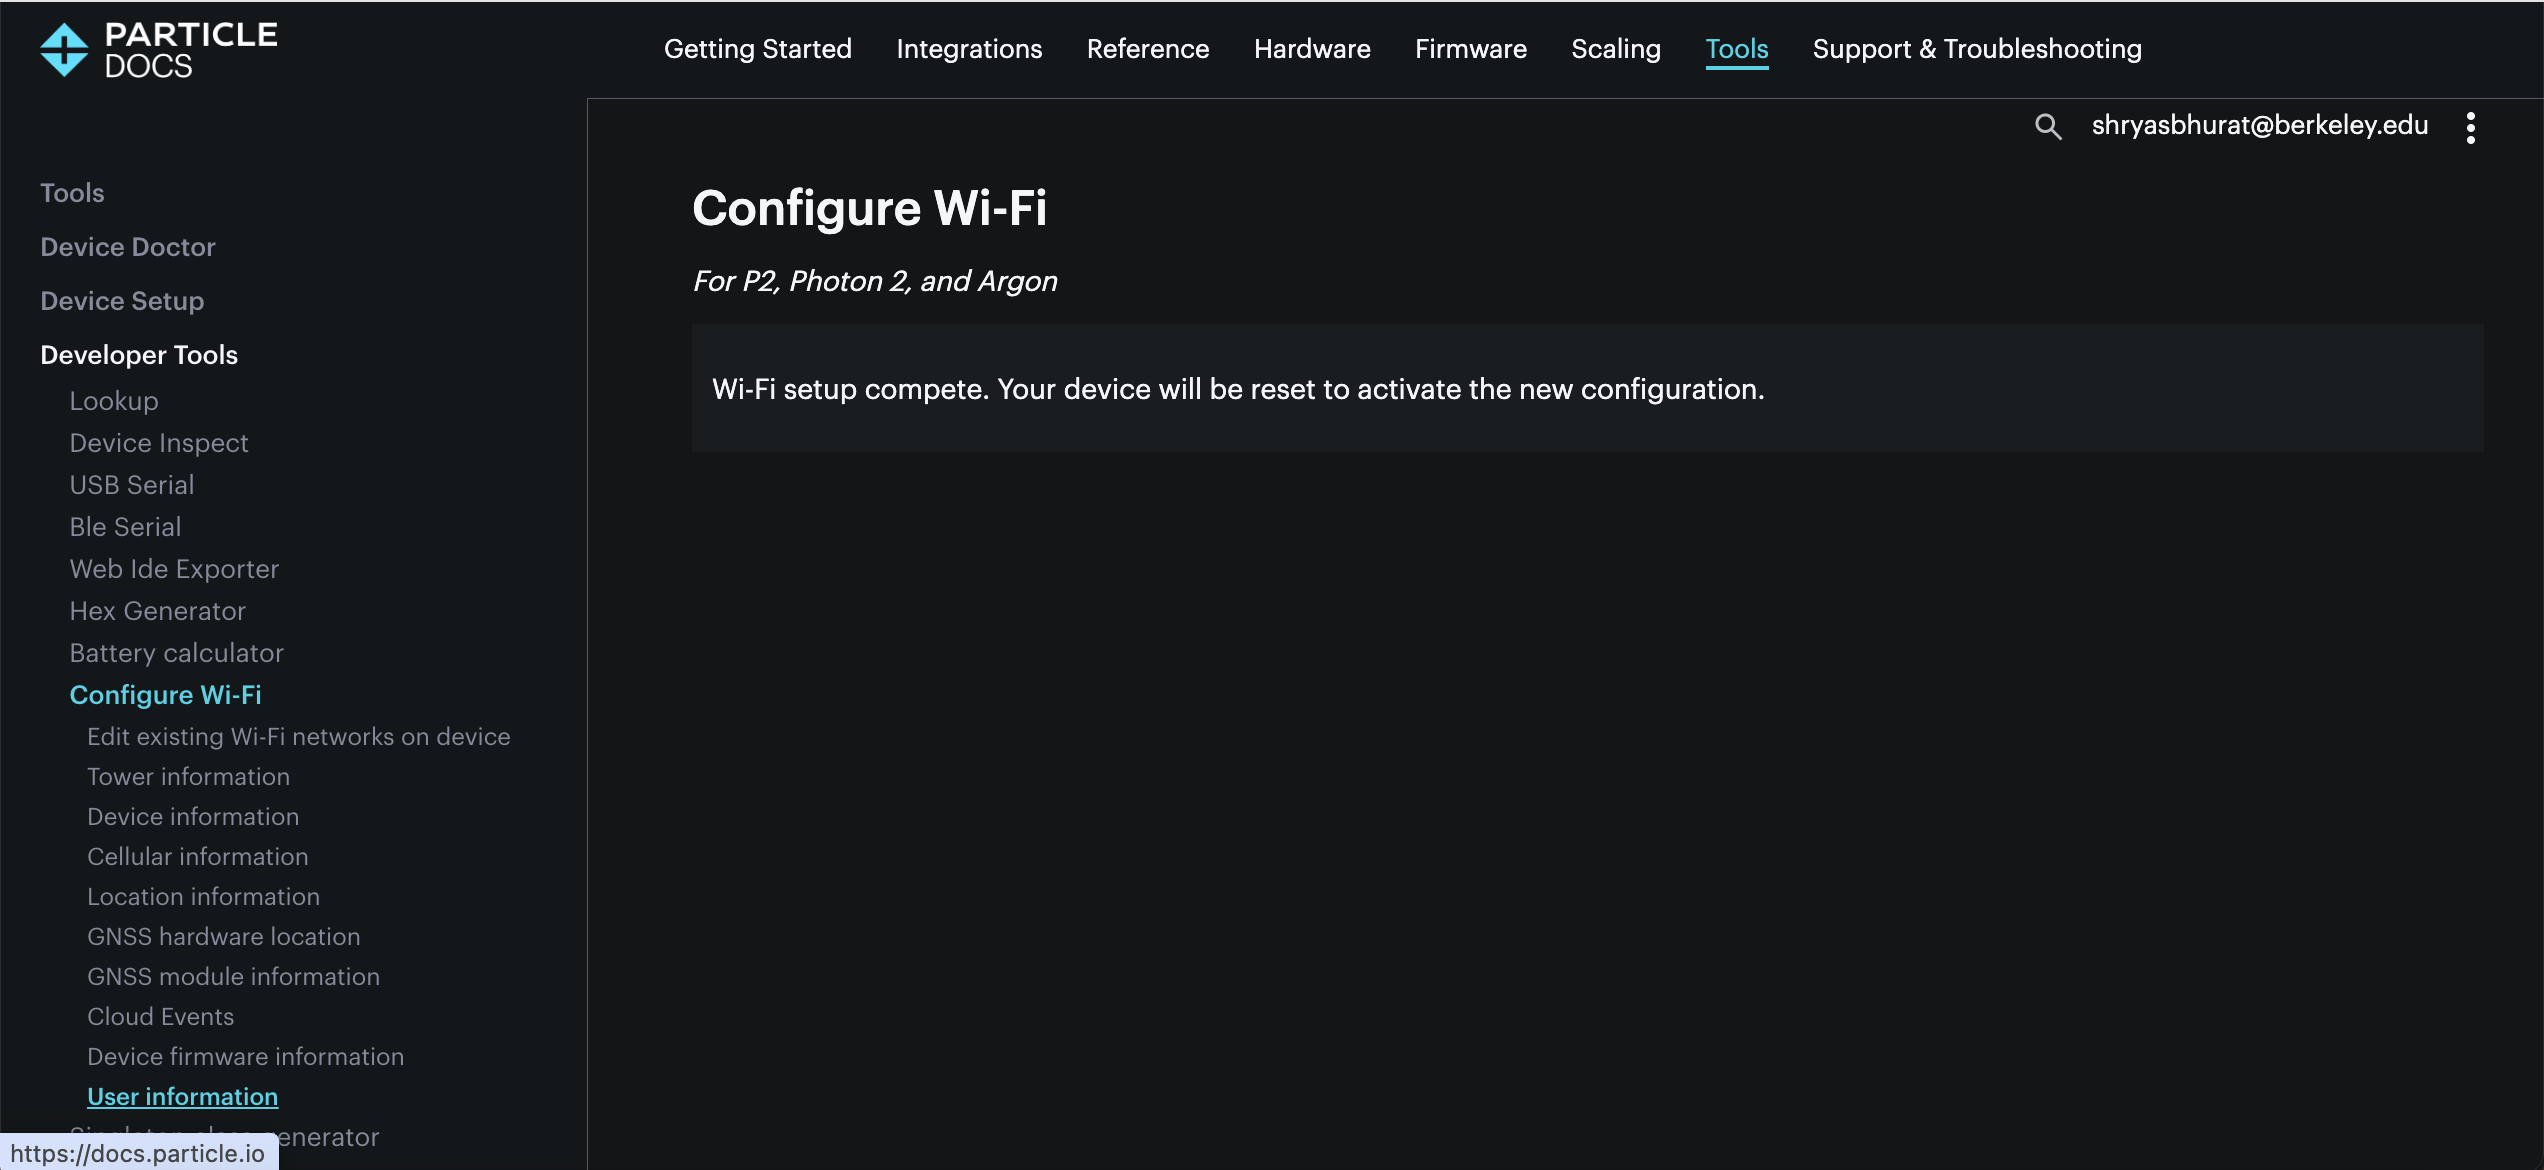 PARTICLE
DOCS
Getting Started
Integrations
Reference
Hardware
Firmware
Scaling
Tools
Support & Troubleshooting
shryasbhurat@berkeley.edu
Tools
Device Doctor
Device Setup
Developer Tools
Lookup
Device Inspect
USB Serial
Ble Serial
Web Ide Exporter
Hex Generator
Battery calculator
Configure Wi-Fi
Edit existing Wi-Fi networks on device
Tower information
Device information
Cellular information
Location information
GNSS hardware location
GNSS module information
Cloud Events
Device firmware information
User information
https://docs.particle.io
Configure Wi-Fi
For P2, Photon 2, and Argon
Wi-Fi setup compete. Your device will be reset to activate the new configuration.